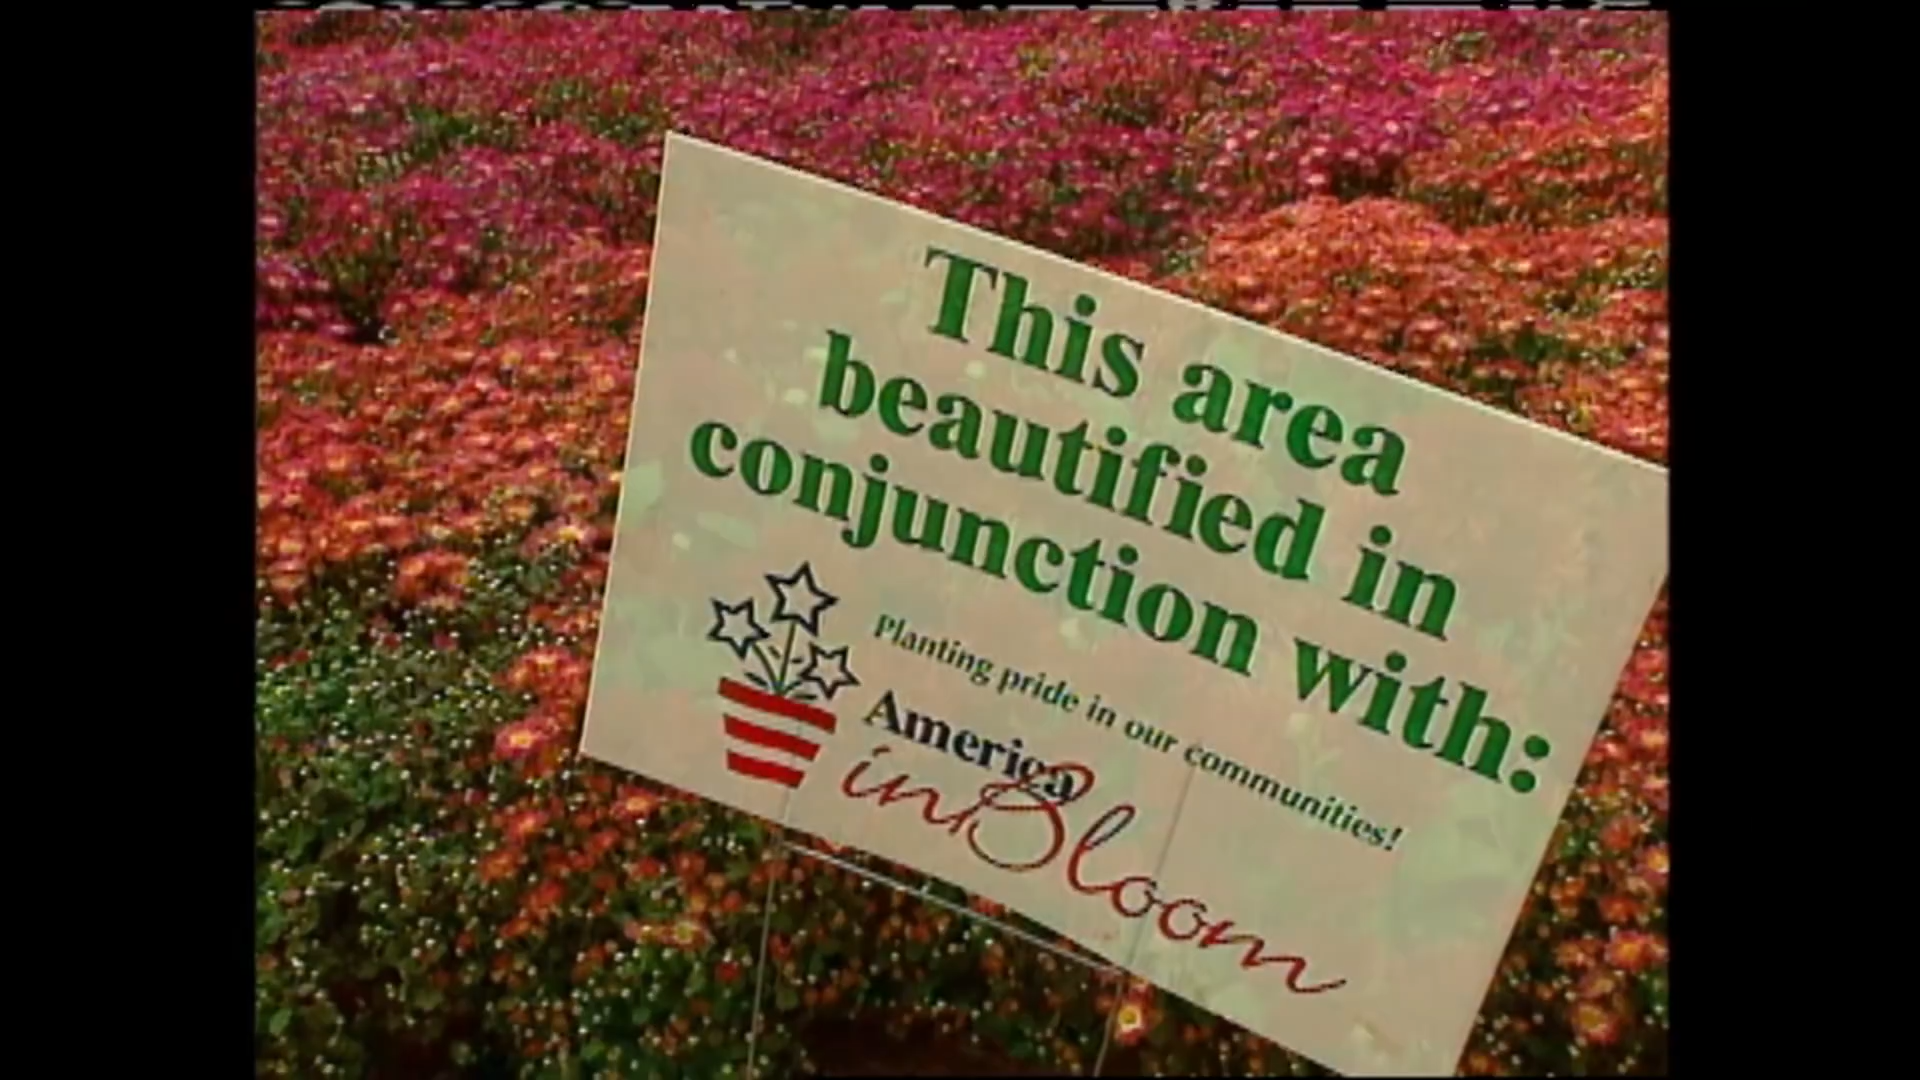 This area
beautified in
conjunction with:
Planting pride in our communities!
America
in Bloom